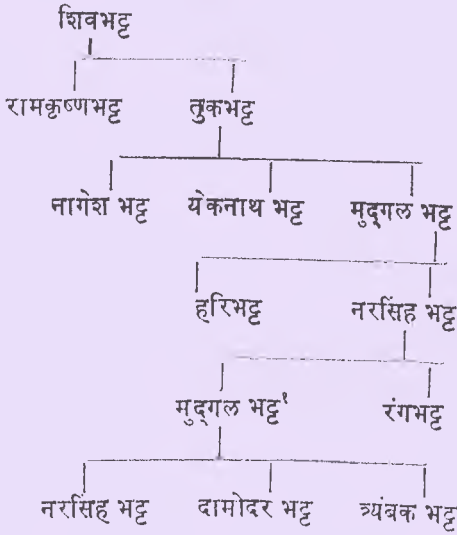 शिवभट्ट
रामकृष्णभट्ट तुकभट्ट
नागेश भट्ट येकनाथ भट्ट मुद्गल भट्ट
हरिभट्ट नरसिंह भट्ट
मुद्गल भट्ट¹ रंगभट्ट
नरसिंह भट्ट दामोदर भट्ट त्र्यंबक भट्ट